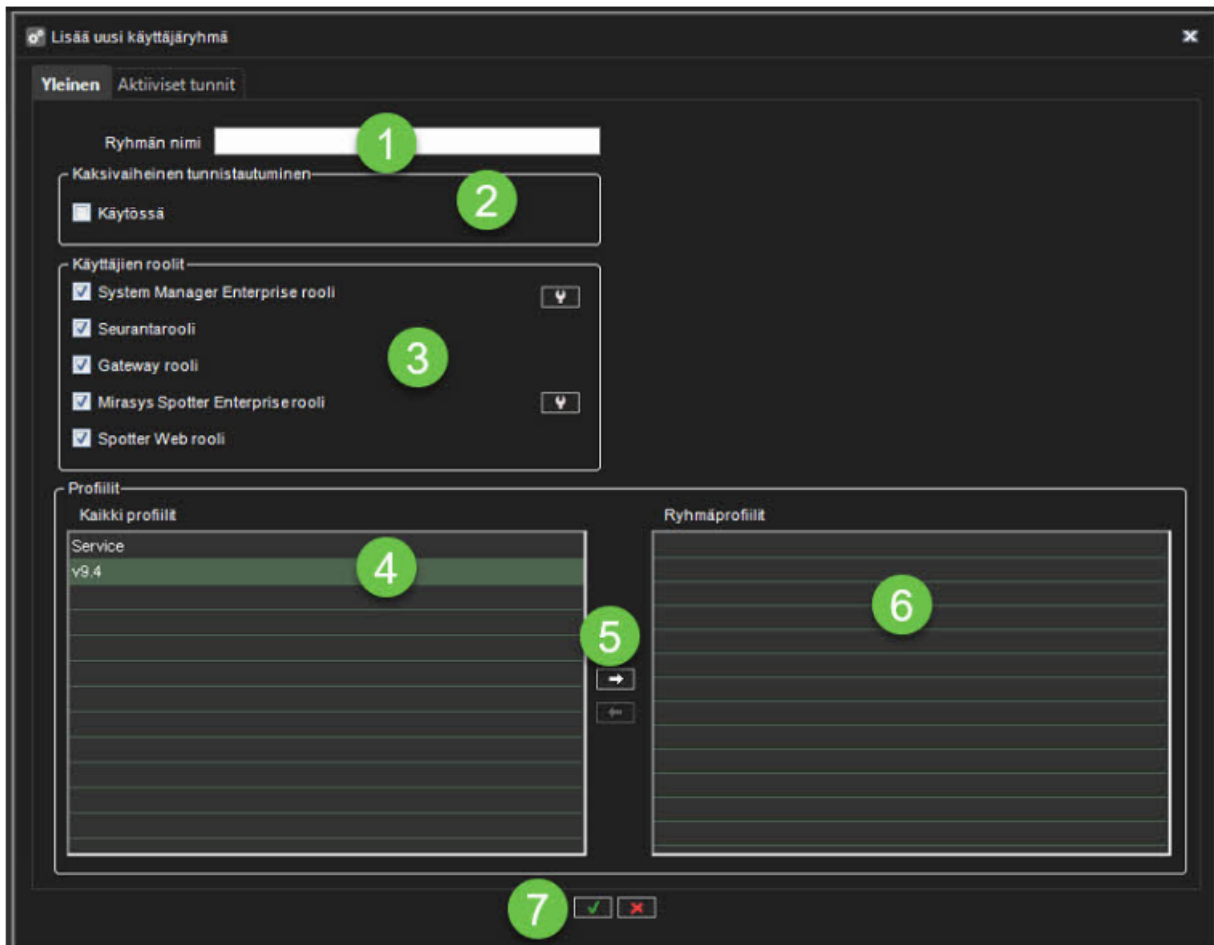 Lisää uusi käyttäjäryhmä
Yleinen Aktiiviset tunnit
Ryhmän nimi 1
Kaksivaiheinen tunnistautuminen
2
Käytössä
Käyttäjien roolit
System Manager Enterprise rooli
Seurantarooli
3
Gateway rooli
Mirasys Spotter Enterprise rooli
Spotter Web rooli
Profiilit
Kaikki profiilit Ryhmäprofiilit
Service
v9.4
4
5
6
7